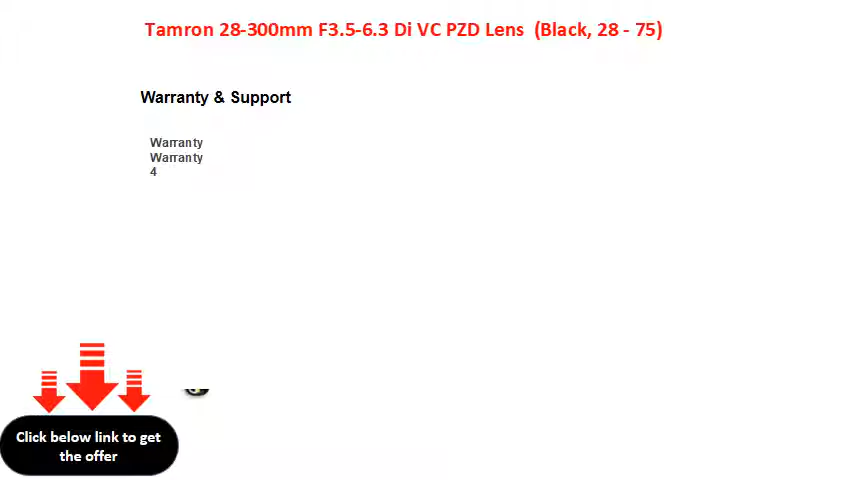 Tamron 28-300mm F3.5-6.3 Di VC PZD Lens (Black, 28 - 75)
Warranty & Support
Warranty
Warranty
4
Click below link to get
the offer